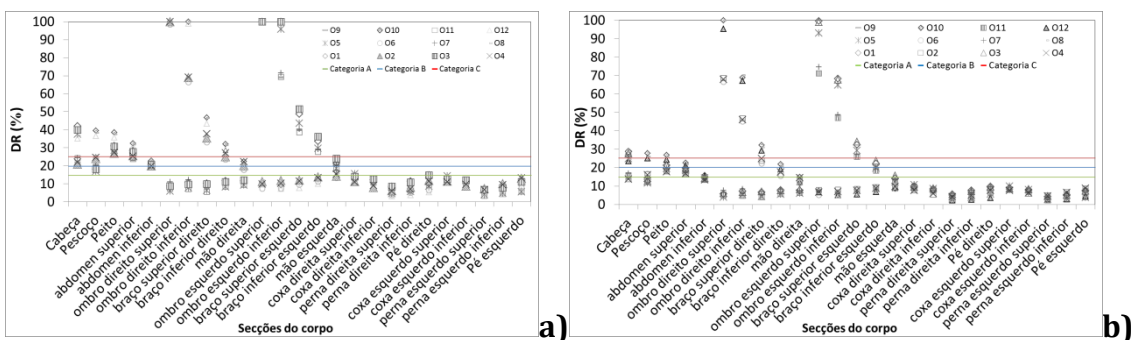 DR (%)
100
90
80
70
60
50
40
30
20
10
0
O9 O10 O11 O12
O5 O6 O7 O8
O1 O2 O3 O4
Categoria A Categoria B Categoria C
Cabeça
Pescoço
Peito
abdomen superior
abdomen inferior
ombro direito superior
ombro direito inferior
braço superior direito
braço inferior direito
mão direita
ombro esquerdo superior
ombro esquerdo inferior
braço superior esquerdo
braço inferior esquerdo
mão esquerda
coxa direita superior
coxa direita inferior
perna direita superior
perna direita inferior
Pé direito
coxa esquerda superior
coxa esquerdo inferior
perna esquerda superior
perna esquerda inferior
Pé esquerdo
Secções do corpo
a)
DR (%)
100
90
80
70
60
50
40
30
20
10
0
O9 O10 O11 O12
O5 O6 O7 O8
O1 O2 O3 O4
Categoria A Categoria B Categoria C
Cabeça
Pescoço
Peito
abdomen superior
abdomen inferior
ombro direito superior
ombro direito inferior
braço superior direito
braço inferior direito
mão direita
ombro esquerdo superior
ombro esquerdo inferior
braço superior esquerdo
braço inferior esquerdo
mão esquerda
coxa direita superior
coxa direita inferior
perna direita superior
perna direita inferior
Pé direito
coxa esquerdo superior
coxa esquerdo inferior
perna esquerda superior
perna esquerda inferior
Pé esquerdo
Secções do corpo
b)